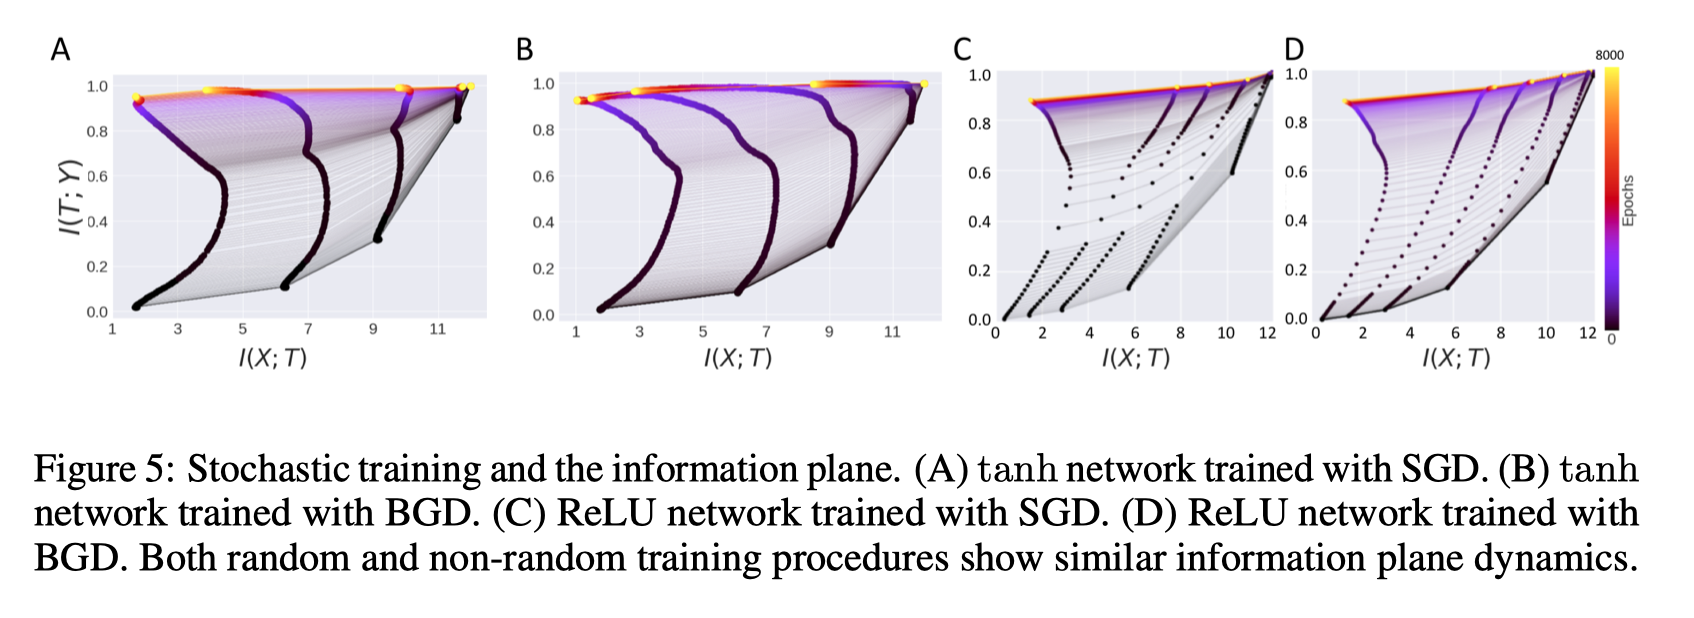 A
B
C
D
8000
1.0
0.8
0.6
0.4
0.2
0.0
I(T; Y)
1 3 5 7 9 11
I(X; T)
1.0
0.8
0.6
0.4
0.2
0.0
1 3 5 7 9 11
I(X; T)
1.0
0.8
0.6
0.4
0.2
0.0
0 2 4 6 8 10 12
I(X; T)
1.0
0.8
0.6
0.4
0.2
0.0
0 2 4 6 8 10 12
I(X; T)
Epochs
0
Figure 5: Stochastic training and the information plane. (A) tanh network trained with SGD. (B) tanh
network trained with BGD. (C) ReLU network trained with SGD. (D) ReLU network trained with
BGD. Both random and non-random training procedures show similar information plane dynamics.